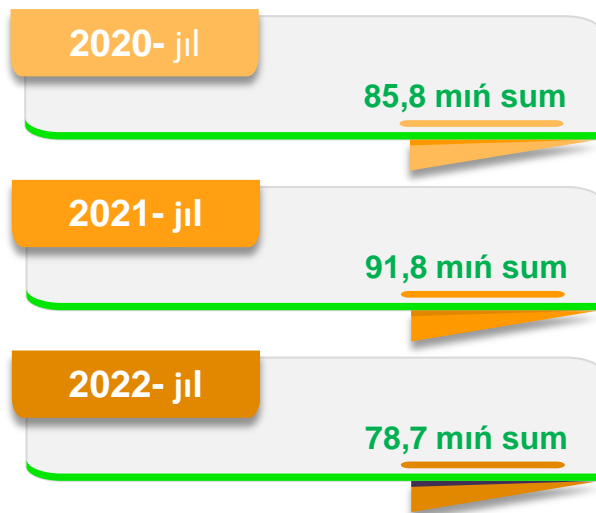 2020- jıl
85,8 mıń sum
2021- jıl
91,8 mıń sum
2022- jıl
78,7 mıń sum